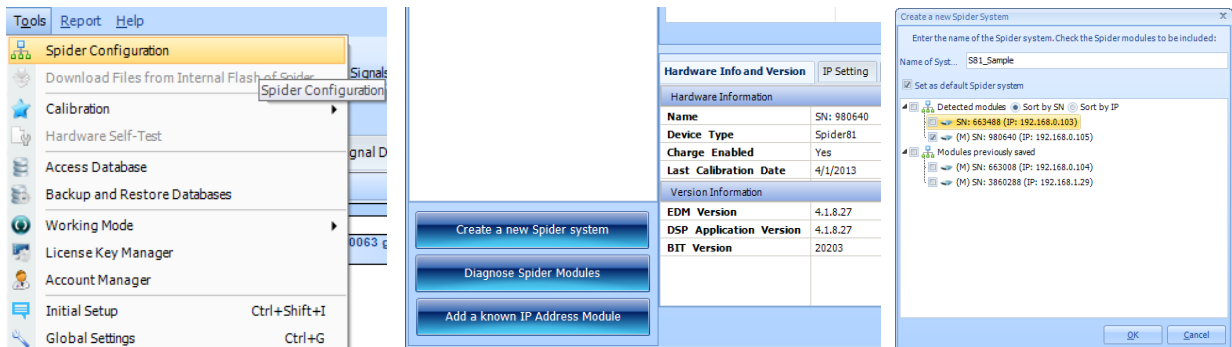 Tools Report Help
Spider Configuration
Download Files from Internal Flash of Spider
Signals
Spider Configuration
Calibration
Hardware Self-Test
gnal D
Access Database
Backup and Restore Databases
Working Mode
0063 g
License Key Manager
Account Manager
Initial Setup Ctrl+Shift+I
Global Settings Ctrl+G
Hardware Info and Version IP Setting
Hardware Information
Name SN: 980640
Device Type Spider81
Charge Enabled Yes
Last Calibration Date 4/1/2013
Version Information
EDM Version 4.1.8.27
DSP Application Version 4.1.8.27
BIT Version 20203
Create a new Spider system
Diagnose Spider Modules
Add a known IP Address Module
Create a new Spider System x
Enter the name of the Spider system.Check the Spider modules to be included:
Name of Syst... S81_Sample
Set as default Spider system
Detected modules Sort by SN Sort by IP
SN: 663488 (IP: 192.168.0.103)
(M) SN: 980640 (IP: 192.168.0.105)
Modules previously saved
(M) SN: 663008 (IP: 192.168.0.104)
(M) SN: 3860288 (IP: 192.168.1.29)
OK Cancel